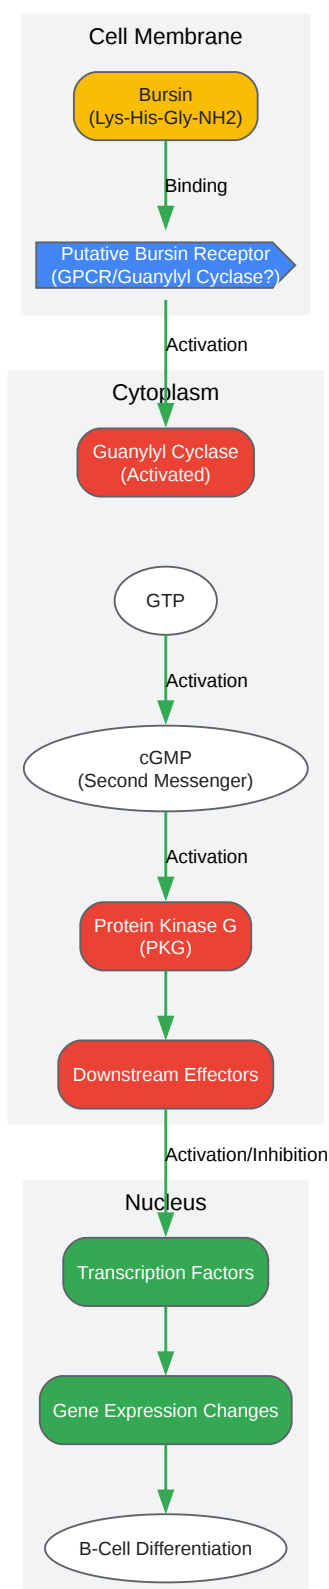 Cell Membrane
Bursin
(Lys-His-Gly-NH2)
Binding
Putative Bursin Receptor
(GPCR/Guanylyl Cyclase?)
Activation
Cytoplasm
Guanylyl Cyclase
(Activated)
GTP
Activation
cGMP
(Second Messenger)
Activation
Protein Kinase G
(PKG)
Downstream Effectors
Activation/Inhibition
Nucleus
Transcription Factors
Gene Expression Changes
B-Cell Differentiation